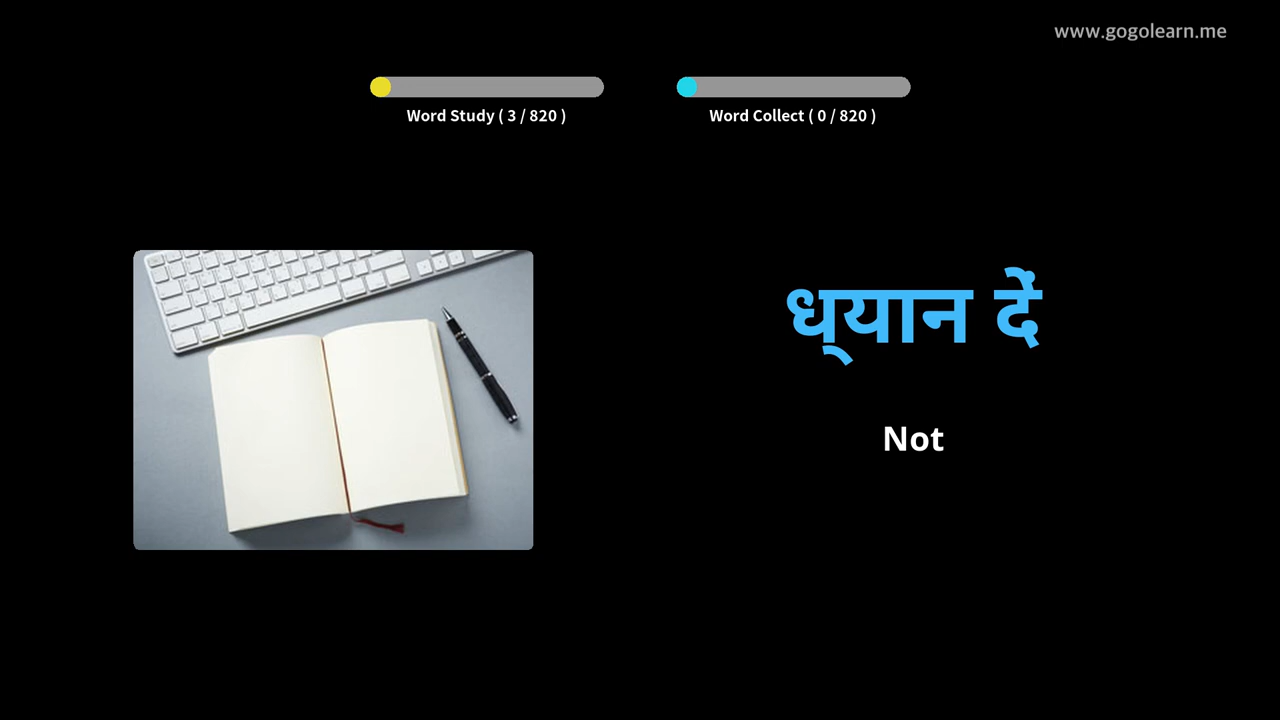 www.gogolearn.me
Word Study ( 3 / 820 )
Word Collect ( 0 / 820 )
ध्यान दें
Not